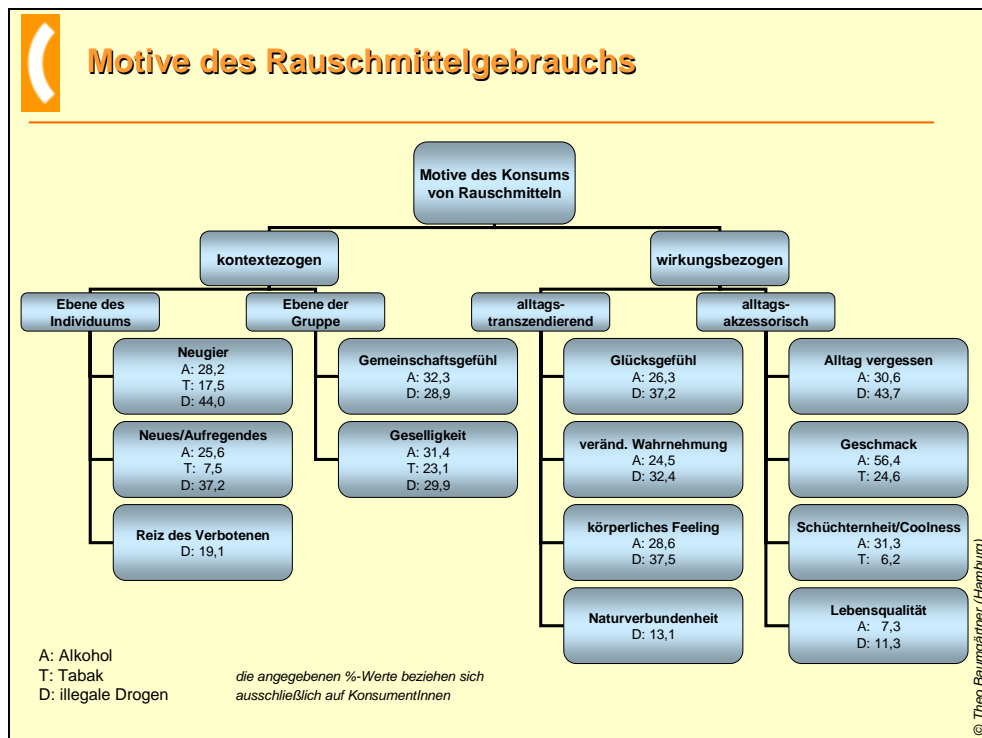 Motive des Rauschmittelgebrauchs
Motive des Konsums
von Rauschmitteln
kontextezogen
wirkungsbezogen
Ebene des
Individuums
Ebene der
Gruppe
alltags-
transzendierend
alltags-
akzessorisch
Neugier
A: 28,2
T: 17,5
D: 44,0
Neues/Aufregendes
A: 25,6
T: 7,5
D: 37,2
Reiz des Verbotenen
D: 19,1
Gemeinschaftsgefühl
A: 32,3
D: 28,9
Geselligkeit
A: 31,4
T: 23,1
D: 29,9
Glücksgefühl
A: 26,3
D: 37,2
veränd. Wahrnehmung
A: 24,5
D: 32,4
körperliches Feeling
A: 28,6
D: 37,5
Naturverbundenheit
D: 13,1
Alltag vergessen
A: 30,6
D: 43,7
Geschmack
A: 56,4
T: 24,6
Schüchternheit/Coolness
A: 31,3
T: 6,2
Lebensqualität
A: 7,3
D: 11,3
A: Alkohol
T: Tabak
D: illegale Drogen
die angegebenen %-Werte beziehen sich
ausschließlich auf KonsumentInnen
© Theo Baumgärtner (Hamburg)